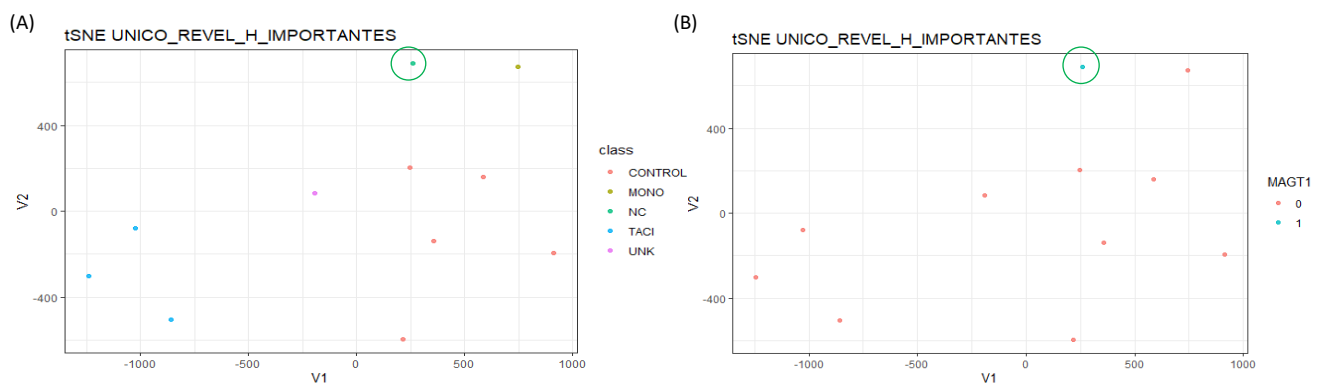 (A)
tSNE UNICO_REVEL_H_IMPORTANTES
400
0
-400
V2
-1000
-500
0
500
1000
V1
class
CONTROL
MONO
NC
TACI
UNK
(B)
tSNE UNICO_REVEL_H_IMPORTANTES
400
0
-400
V2
-1000
-500
0
500
1000
V1
MAGT1
0
1